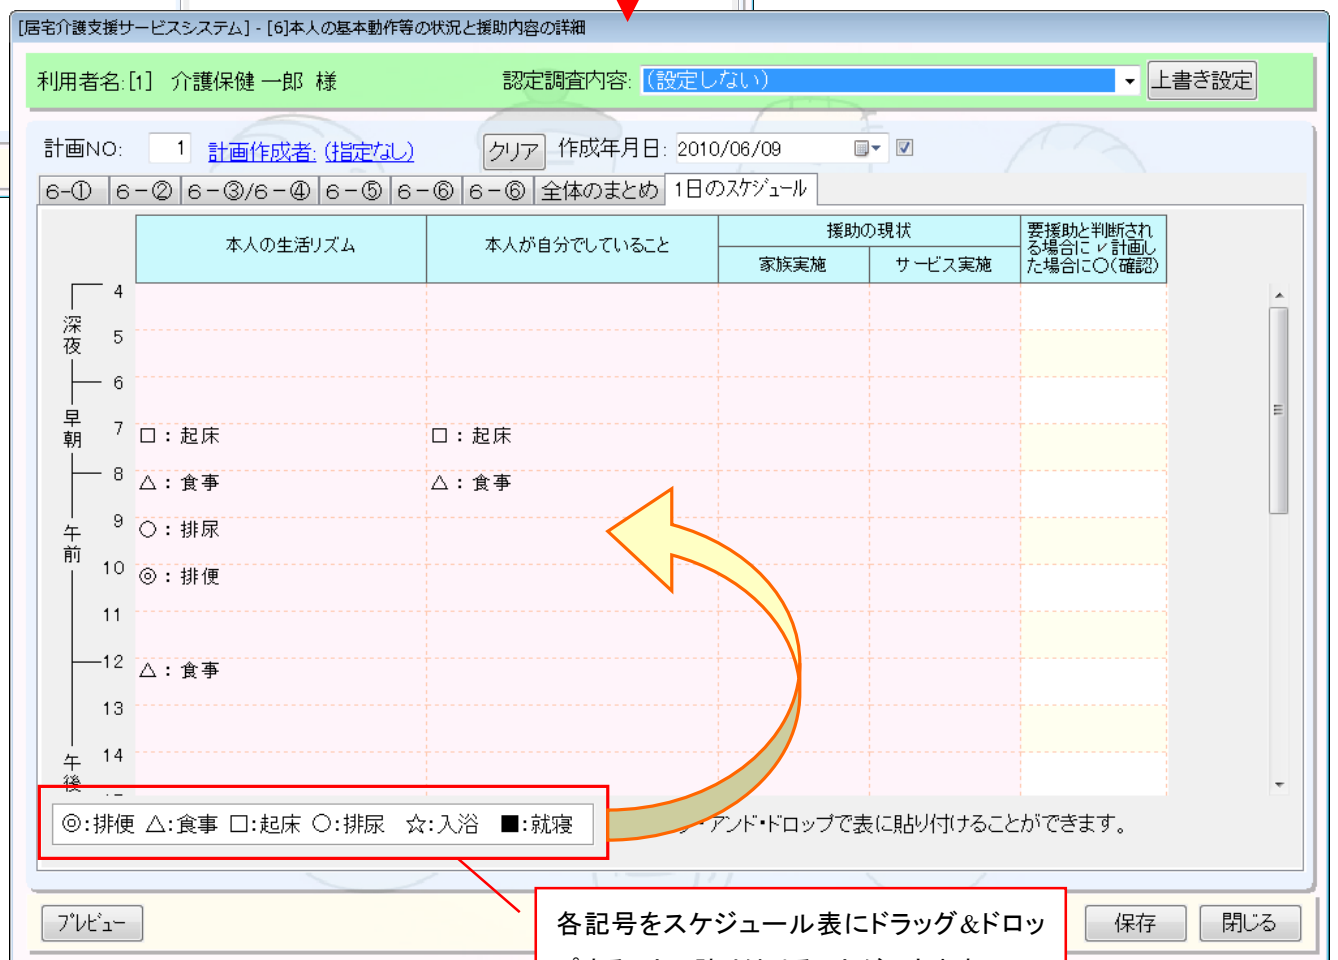 [居宅介護支援サービスシステム] - [6]本人の基本動作等の状況と援助内容の詳細
利用者名:[1] 介護保健 一郎 様 認定調査内容: (設定しない) 上書き設定
計画NO: 1 計画作成者: (指定なし) クリア 作成年月日: 2010/06/09
6-① 6-② 6-③/6-④ 6-⑤ 6-⑥ 6-⑥ 全体のまとめ 1日のスケジュール
本人の生活リズム 本人が自分でしていること 援助の現状 要援助と判断され
る場合に✓計画し
家族実施 サービス実施 た場合に○(確認)
4
深夜
5
6
早朝
7 □：起床 □：起床
8 △：食事 △：食事
午前
9 ○：排尿
10 ◎：排便
11
12 △：食事
13
14
午後
◎:排便 △:食事 □:起床 ○:排尿 ☆:入浴 ■:就寝
アンド・ドロップで表に貼り付けることができます。
プレビュー 保存 閉じる
各記号をスケジュール表にドラッグ&ドロッ